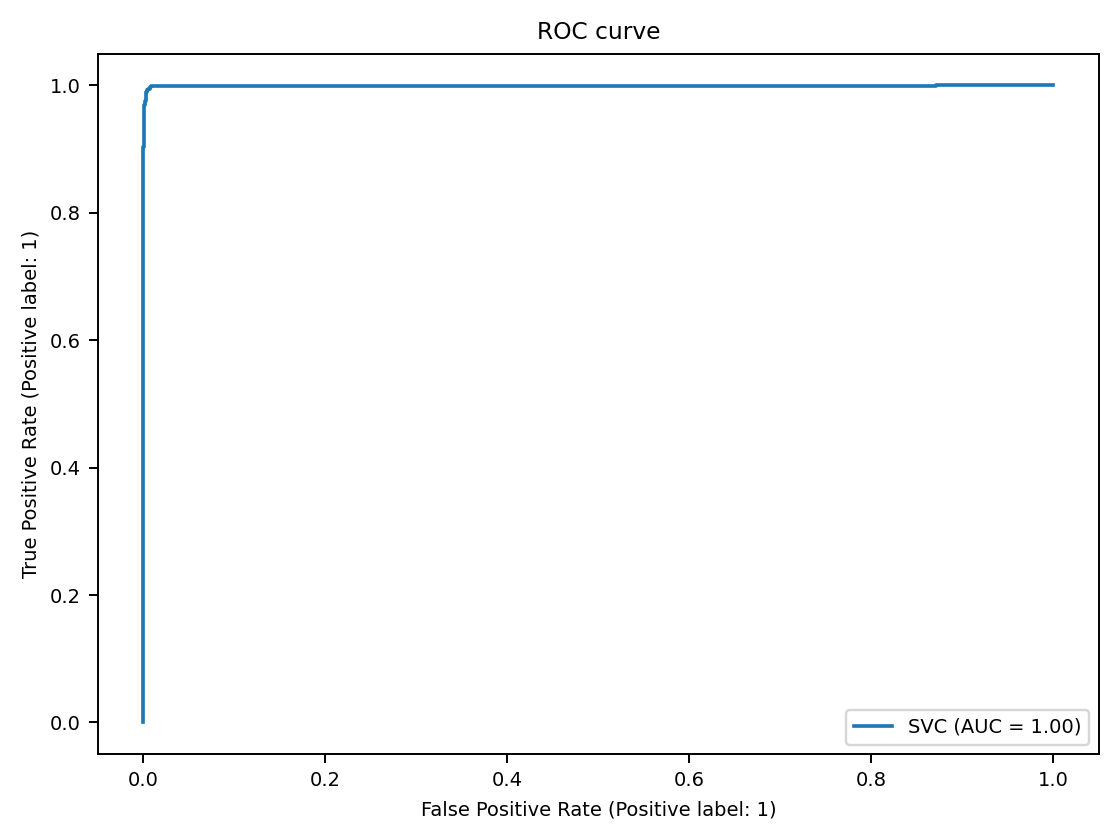 ROC curve
1.0
0.8
0.6
0.4
0.2
0.0
True Positive Rate (Positive label: 1)
SVC (AUC = 1.00)
0.0 0.2 0.4 0.6 0.8 1.0
False Positive Rate (Positive label: 1)